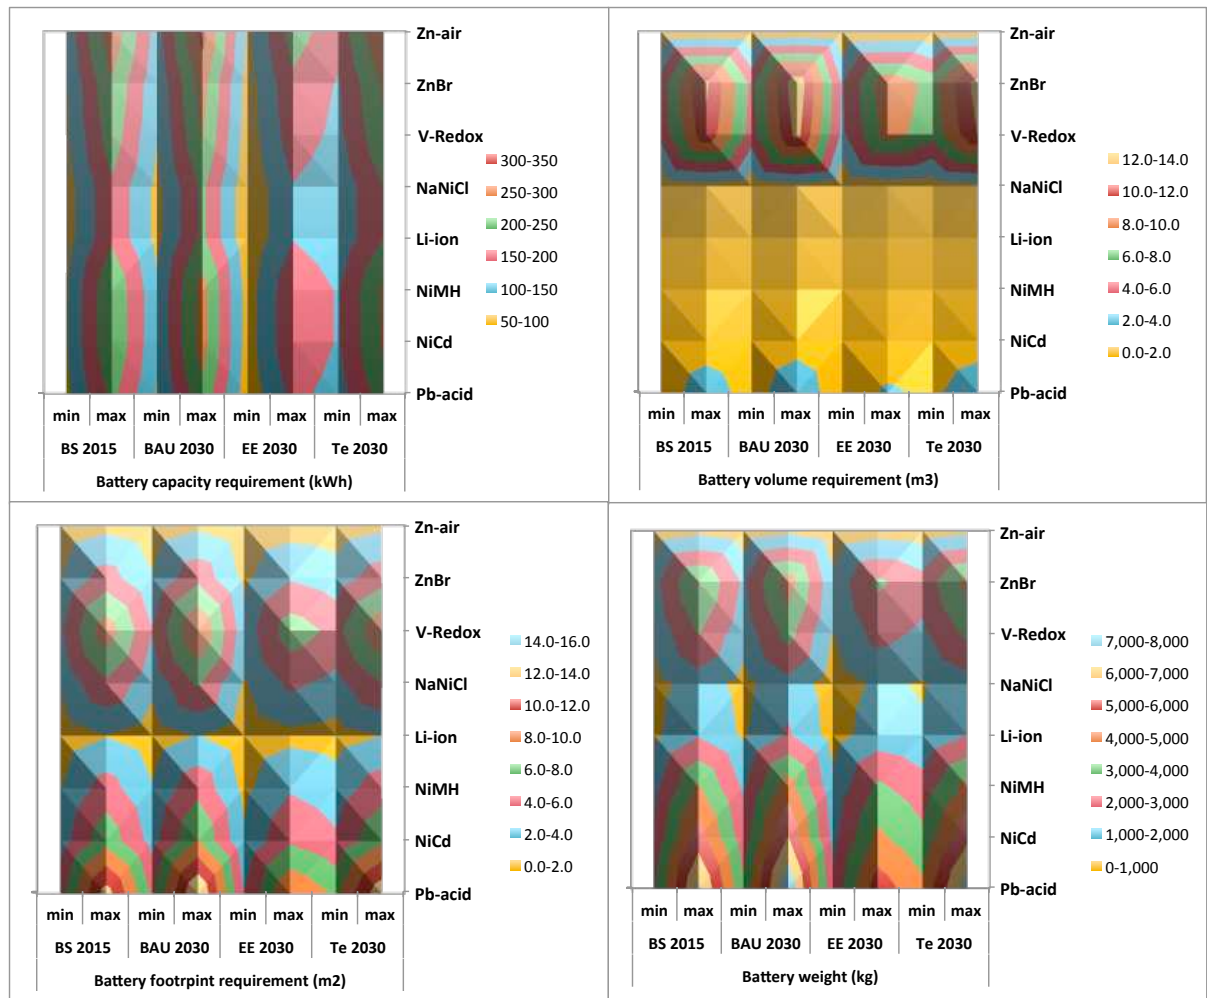 Zn-air
ZnBr
V-Redox
NaNiCl
Li-ion
NiMH
NiCd
Pb-acid
300-350
250-300
200-250
150-200
100-150
50-100
min max min max min max min max
BS 2015 BAU 2030 EE 2030 Te 2030
Battery capacity requirement (kWh)
Zn-air
ZnBr
V-Redox
NaNiCl
Li-ion
NiMH
NiCd
Pb-acid
12.0-14.0
10.0-12.0
8.0-10.0
6.0-8.0
4.0-6.0
2.0-4.0
0.0-2.0
min max min max min max min max
BS 2015 BAU 2030 EE 2030 Te 2030
Battery volume requirement (m3)
Zn-air
ZnBr
V-Redox
NaNiCl
Li-ion
NiMH
NiCd
Pb-acid
14.0-16.0
12.0-14.0
10.0-12.0
8.0-10.0
6.0-8.0
4.0-6.0
2.0-4.0
0.0-2.0
min max min max min max min max
BS 2015 BAU 2030 EE 2030 Te 2030
Battery footrpint requirement (m2)
Zn-air
ZnBr
V-Redox
NaNiCl
Li-ion
NiMH
NiCd
Pb-acid
7,000-8,000
6,000-7,000
5,000-6,000
4,000-5,000
3,000-4,000
2,000-3,000
1,000-2,000
0-1,000
min max min max min max min max
BS 2015 BAU 2030 EE 2030 Te 2030
Battery weight (kg)